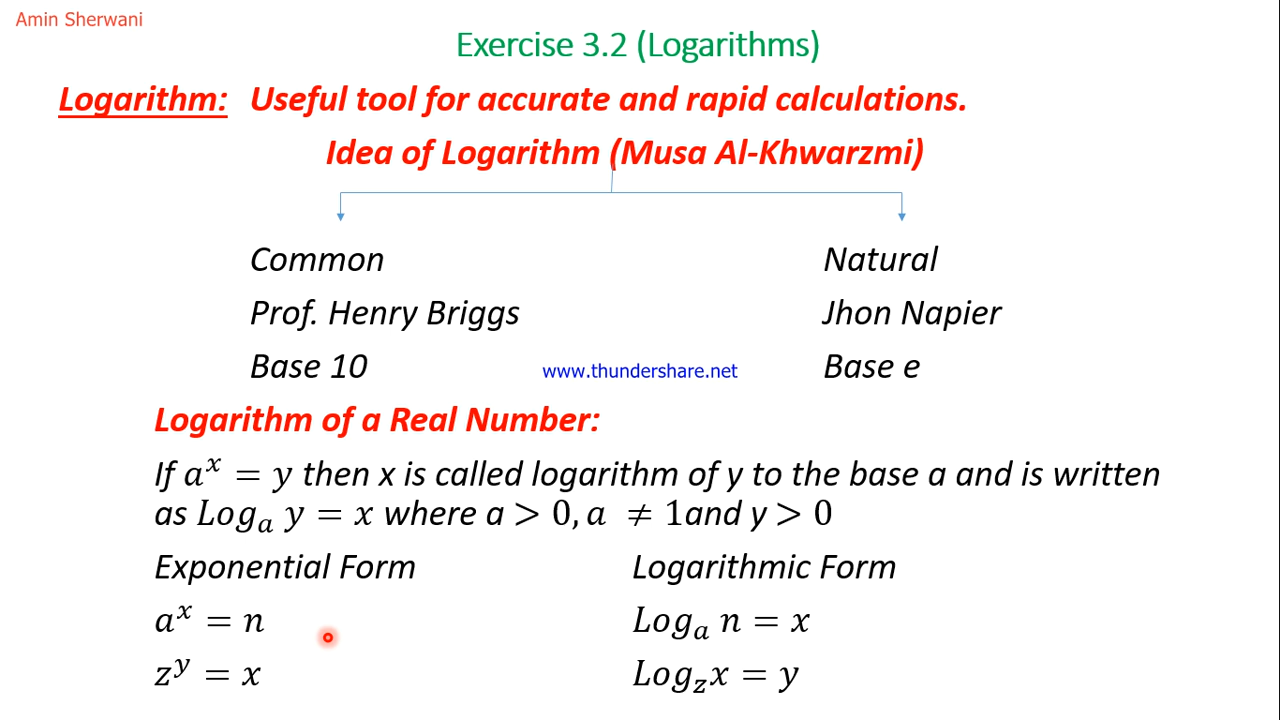 Amin Sherwani
Exercise 3.2 (Logarithms)
Logarithm: Useful tool for accurate and rapid calculations.
Idea of Logarithm (Musa Al-Khwarzmi)
Common Natural
Prof. Henry Briggs Jhon Napier
Base 10 www.thundershare.net Base e
Logarithm of a Real Number:
If a^x = y then x is called logarithm of y to the base a and is written
as Log_a y = x where a > 0, a ≠ 1and y > 0
Exponential Form Logarithmic Form
a^x = n Log_a n = x
z^y = x Log_z x = y